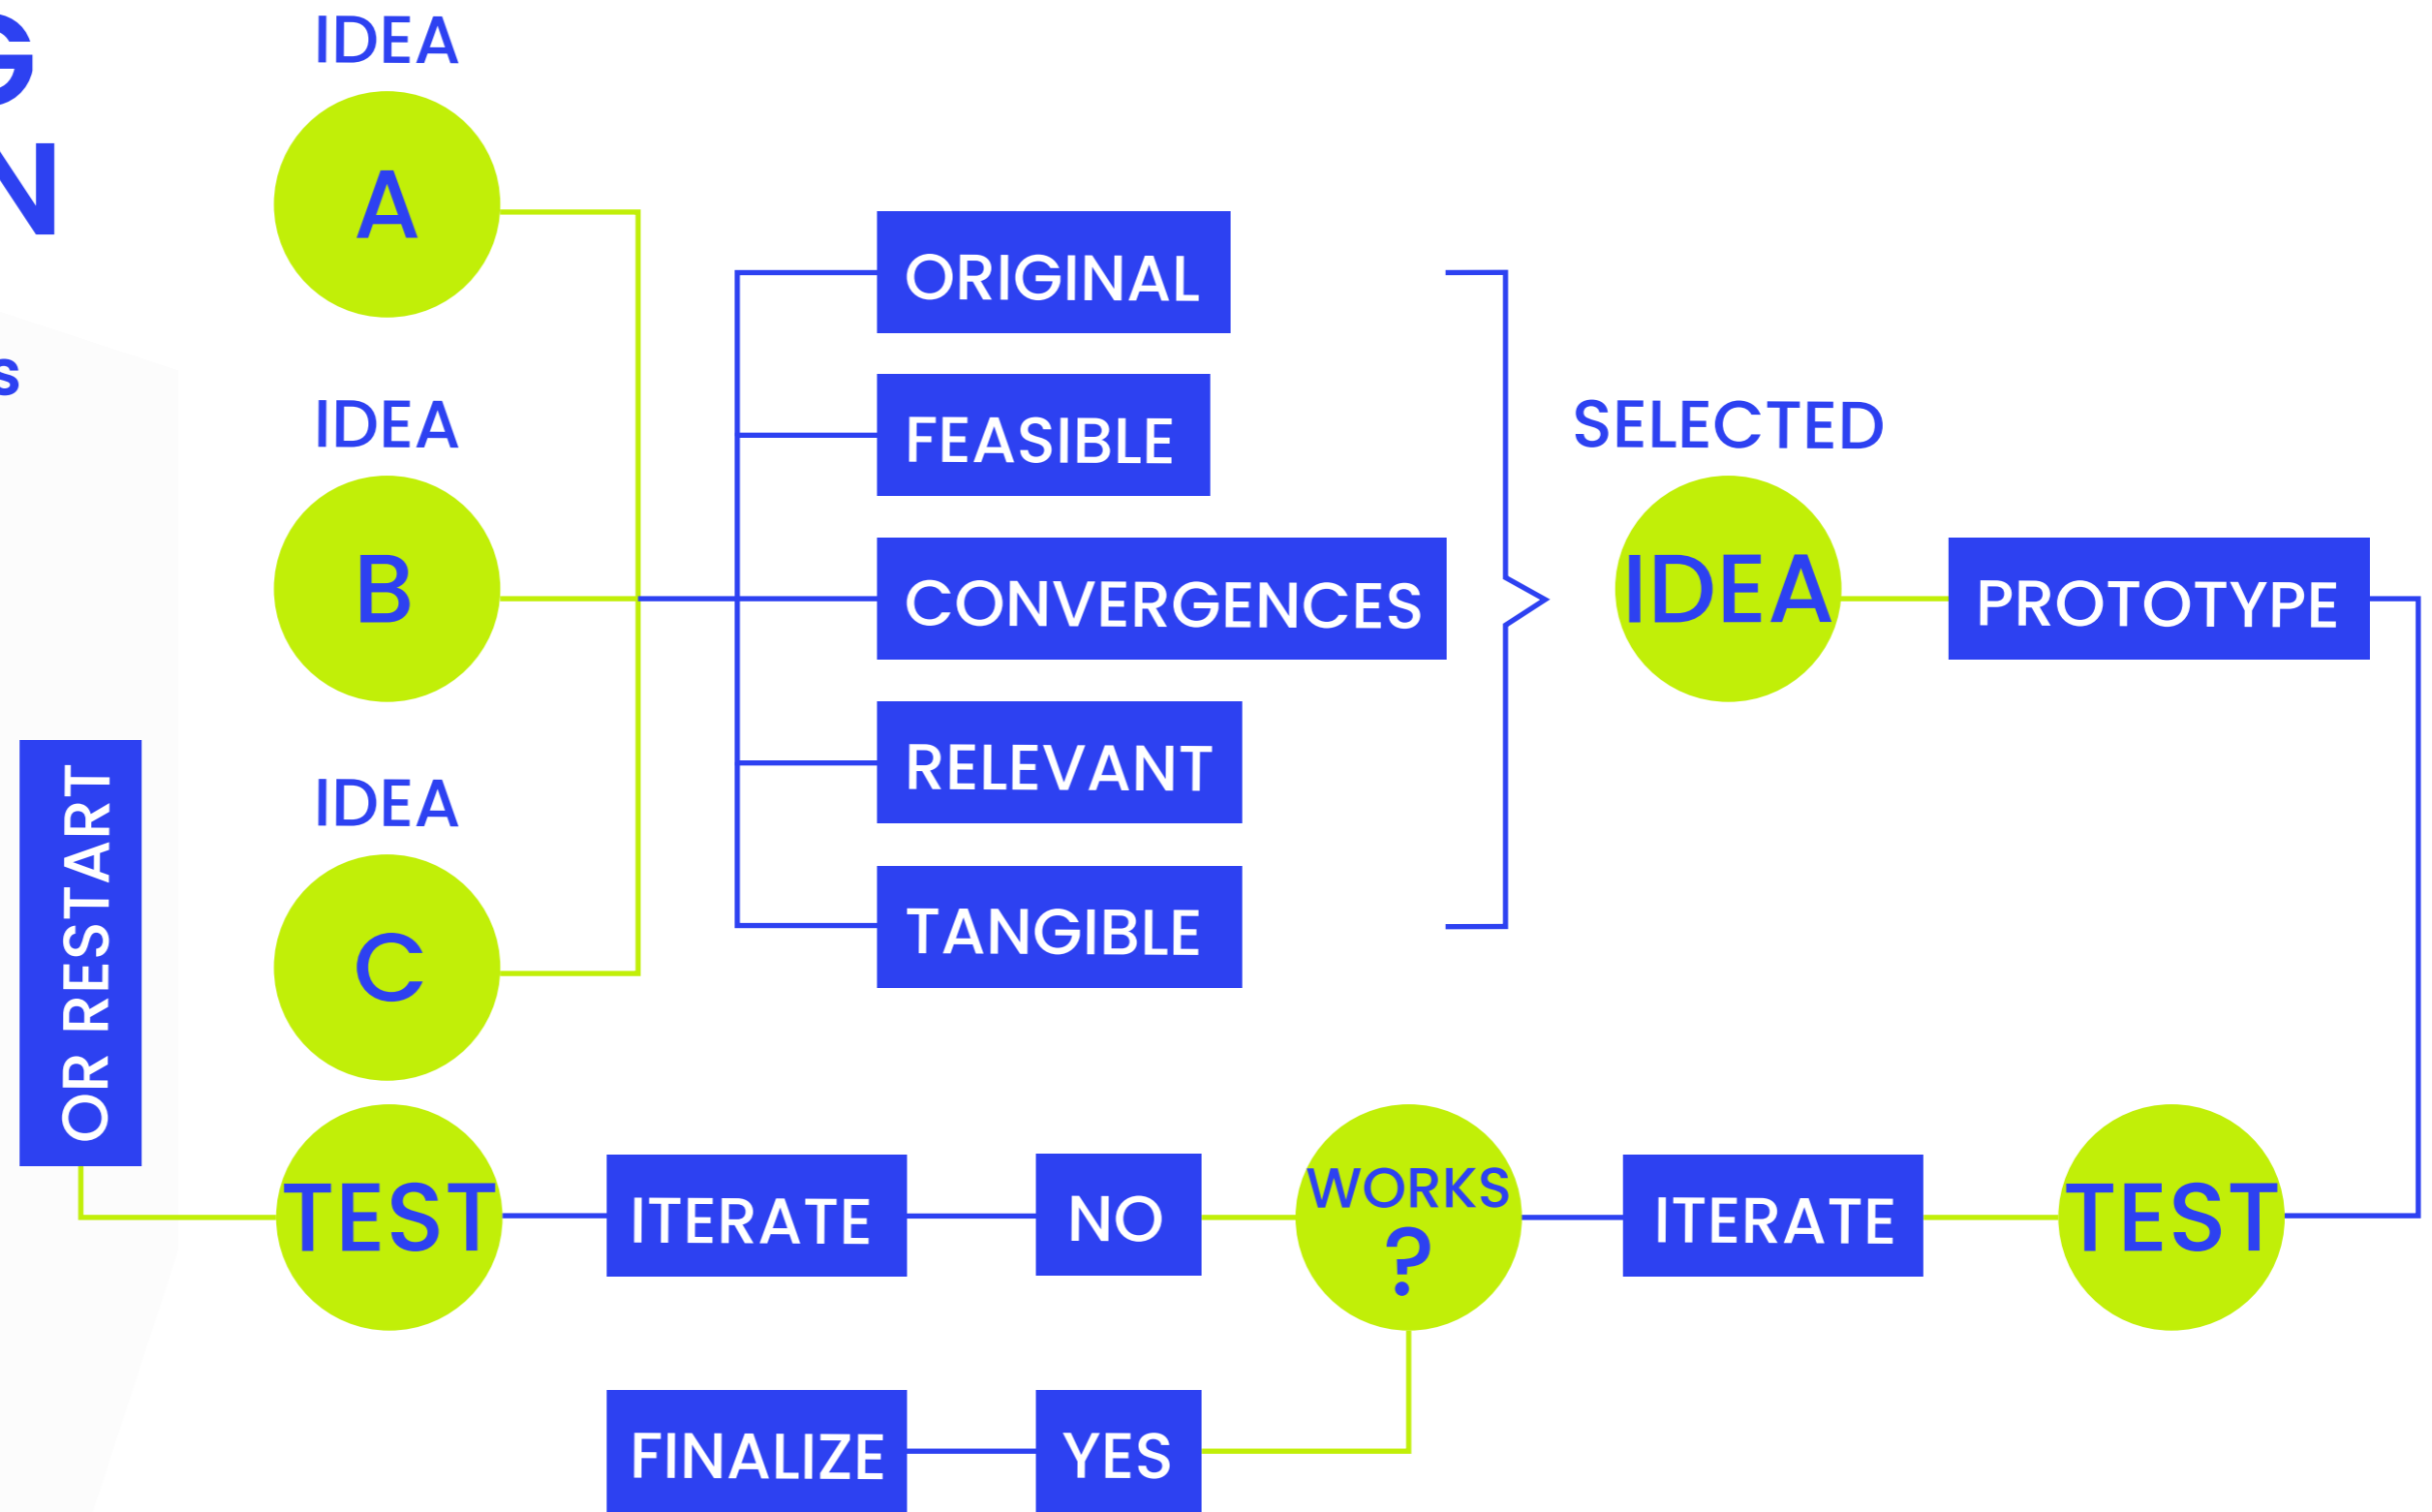 G
N
s
IDEA
A
IDEA
B
IDEA
C
ORIGINAL
FEASIBLE
CONVERGENCES
RELEVANT
TANGIBLE
SELECTED
IDEA
PROTOTYPE
OR RESTART
TEST
ITERATE
NO
WORKS
?
ITERATE
TEST
FINALIZE
YES